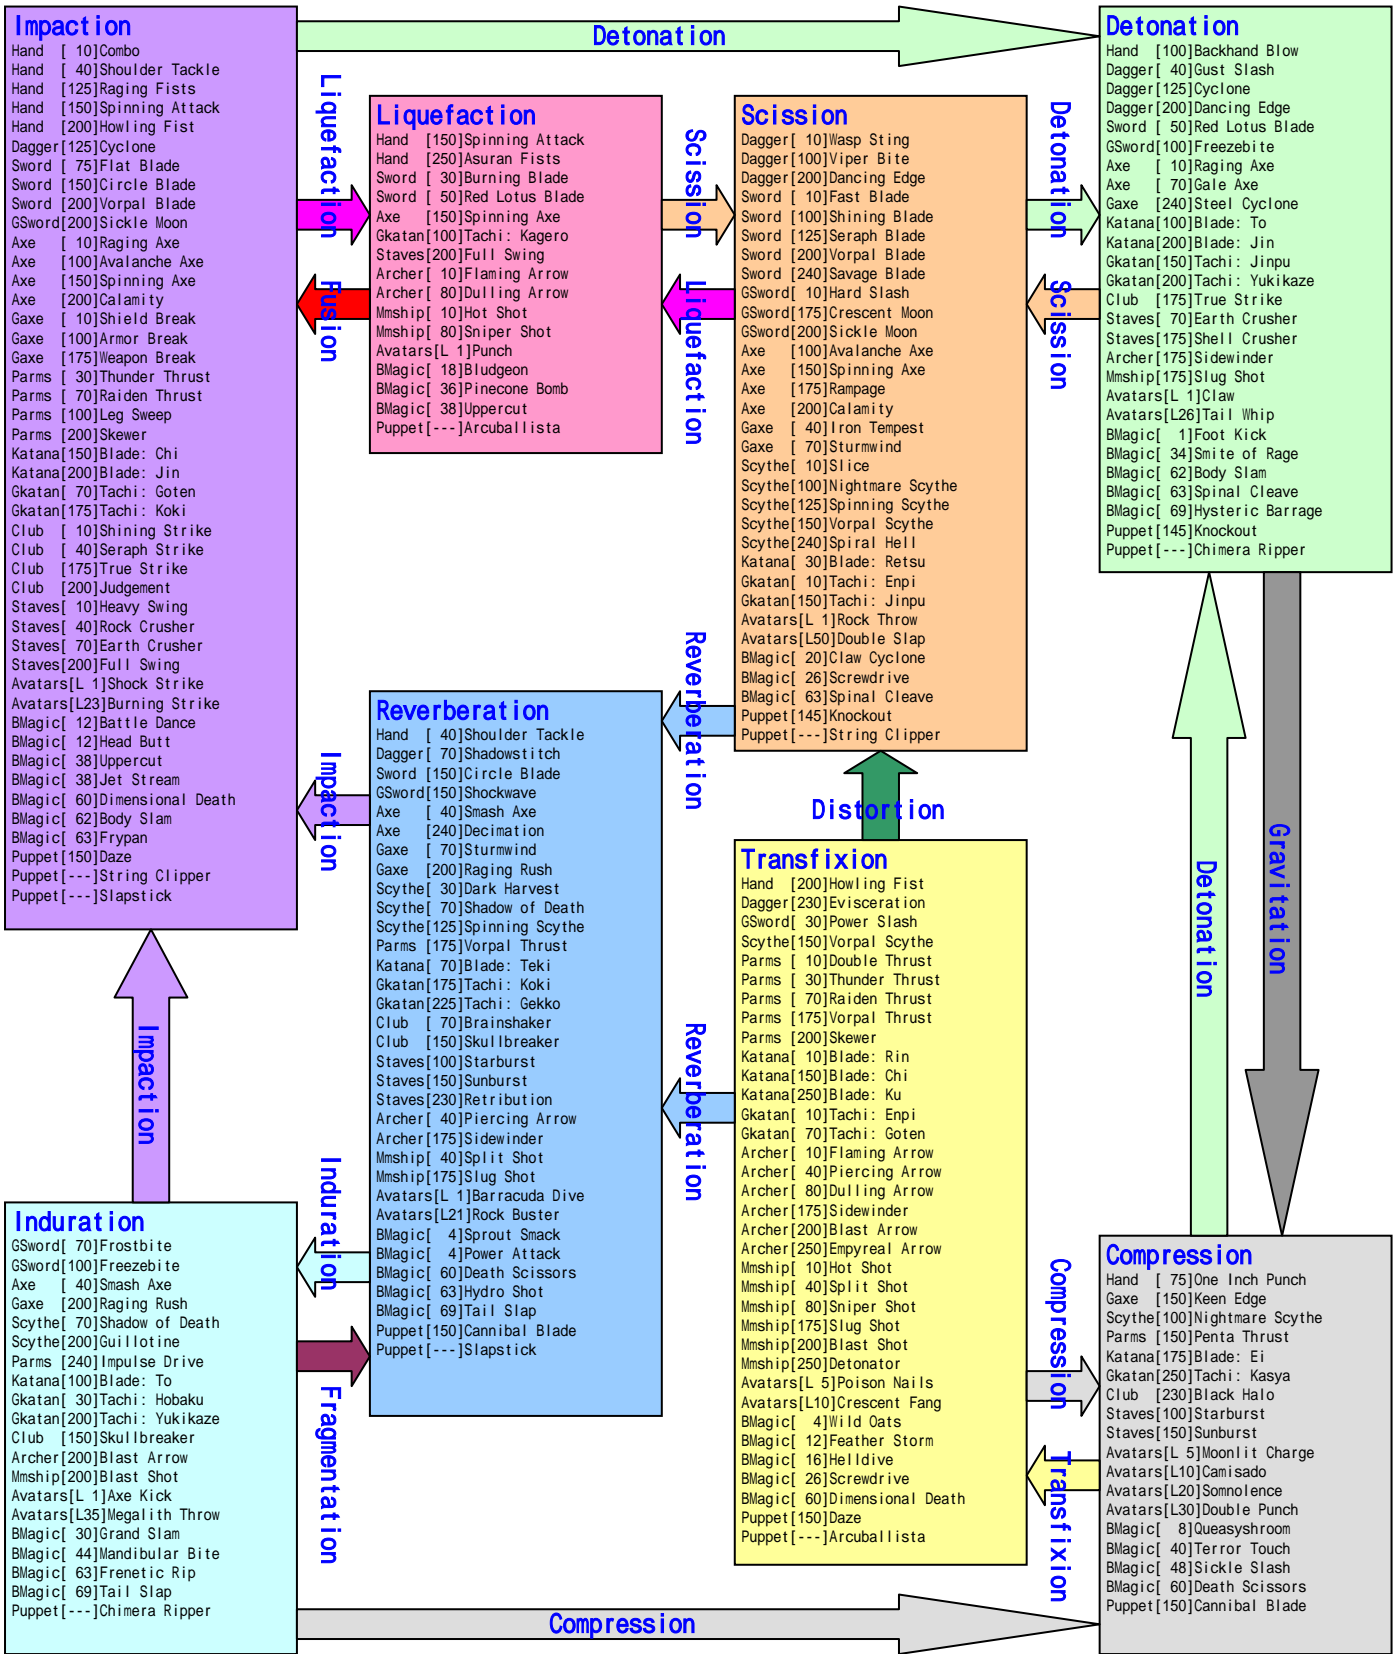 Impaction
Hand  [ 10]Combo
Hand  [ 40]Shoulder Tackle
Hand  [125]Raging Fists
Hand  [150]Spinning Attack
Hand  [200]Howling Fist
Dagger[125]Cyclone
Sword [ 75]Flat Blade
Sword [150]Circle Blade
Sword [200]Vorpal Blade
GSword[200]Sickle Moon
Axe   [ 10]Raging Axe
Axe   [100]Avalanche Axe
Axe   [150]Spinning Axe
Axe   [200]Calamity
Gaxe  [ 10]Shield Break
Gaxe  [100]Armor Break
Gaxe  [175]Weapon Break
Parms [ 30]Thunder Thrust
Parms [ 70]Raiden Thrust
Parms [100]Leg Sweep
Parms [200]Skewer
Katana[150]Blade: Chi
Katana[200]Blade: Jin
Gkatan[ 70]Tachi: Goten
Gkatan[175]Tachi: Koki
Club  [ 10]Shining Strike
Club  [ 40]Seraph Strike
Club  [175]True Strike
Club  [200]Judgement
Staves[ 10]Heavy Swing
Staves[ 40]Rock Crusher
Staves[ 70]Earth Crusher
Staves[200]Full Swing
Avatars[L 1]Shock Strike
Avatars[L23]Burning Strike
BMagic[ 12]Battle Dance
BMagic[ 12]Head Butt
BMagic[ 38]Uppercut
BMagic[ 38]Jet Stream
BMagic[ 60]Dimensional Death
BMagic[ 62]Body Slam
BMagic[ 63]Frypan
Puppet[150]Daze
Puppet[---]String Clipper
Puppet[---]Slapstick
Detonation
Liquefaction
Fusion
Liquefaction
Hand  [150]Spinning Attack
Hand  [250]Asuran Fists
Sword [ 30]Burning Blade
Sword [ 50]Red Lotus Blade
Axe   [150]Spinning Axe
Gkatan[100]Tachi: Kagero
Staves[200]Full Swing
Archer[ 10]Flaming Arrow
Archer[ 80]Dulling Arrow
Mmship[ 10]Hot Shot
Mmship[ 80]Sniper Shot
Avatars[L 1]Punch
BMagic[ 18]Bludgeon
BMagic[ 36]Pinecone Bomb
BMagic[ 38]Uppercut
Puppet[---]Arcuballista
Scission
Liquefaction
Scission
Dagger[ 10]Wasp Sting
Dagger[100]Viper Bite
Dagger[200]Dancing Edge
Sword [ 10]Fast Blade
Sword [100]Shining Blade
Sword [125]Seraph Blade
Sword [200]Vorpal Blade
Sword [240]Savage Blade
GSword[ 10]Hard Slash
GSword[175]Crescent Moon
GSword[200]Sickle Moon
Axe   [100]Avalanche Axe
Axe   [150]Spinning Axe
Axe   [175]Rampage
Axe   [200]Calamity
Gaxe  [ 40]Iron Tempest
Gaxe  [ 70]Sturmwind
Scythe[ 10]Slice
Scythe[100]Nightmare Scythe
Scythe[125]Spinning Scythe
Scythe[150]Vorpal Scythe
Scythe[240]Spiral Hell
Katana[ 30]Blade: Retsu
Gkatan[ 10]Tachi: Enpi
Gkatan[150]Tachi: Jinpu
Avatars[L 1]Rock Throw
Avatars[L50]Double Slap
BMagic[ 20]Claw Cyclone
BMagic[ 26]Screwdrive
BMagic[ 63]Spinal Cleave
Puppet[145]Knockout
Puppet[---]String Clipper
Detonation
Scission
Detonation
Hand  [100]Backhand Blow
Dagger[ 40]Gust Slash
Dagger[125]Cyclone
Dagger[200]Dancing Edge
Sword [ 50]Red Lotus Blade
GSword[100]Freezebite
Axe   [ 10]Raging Axe
Axe   [ 70]Gale Axe
Gaxe  [240]Steel Cyclone
Katana[100]Blade: To
Katana[200]Blade: Jin
Gkatan[150]Tachi: Jinpu
Gkatan[200]Tachi: Yukikaze
Club  [175]True Strike
Staves[ 70]Earth Crusher
Staves[175]Shell Crusher
Archer[175]Sidewinder
Mmship[175]Slug Shot
Avatars[L 1]Claw
Avatars[L26]Tail Whip
BMagic[  1]Foot Kick
BMagic[ 34]Smite of Rage
BMagic[ 62]Body Slam
BMagic[ 63]Spinal Cleave
BMagic[ 69]Hysteric Barrage
Puppet[145]Knockout
Puppet[---]Chimera Ripper
Reverberation
Impaction
Reverberation
Hand  [ 40]Shoulder Tackle
Dagger[ 70]Shadowstitch
Sword [150]Circle Blade
GSword[150]Shockwave
Axe   [ 40]Smash Axe
Axe   [240]Decimation
Gaxe  [ 70]Sturmwind
Gaxe  [200]Raging Rush
Scythe[ 30]Dark Harvest
Scythe[ 70]Shadow of Death
Scythe[125]Spinning Scythe
Parms [175]Vorpal Thrust
Katana[ 70]Blade: Teki
Gkatan[175]Tachi: Koki
Gkatan[225]Tachi: Gekko
Club  [ 70]Brainshaker
Club  [150]Skullbreaker
Staves[100]Starburst
Staves[150]Sunburst
Staves[230]Retribution
Archer[ 40]Piercing Arrow
Archer[175]Sidewinder
Mmship[ 40]Split Shot
Mmship[175]Slug Shot
Avatars[L 1]Barracuda Dive
Avatars[L21]Rock Buster
BMagic[  4]Sprout Smack
BMagic[  4]Power Attack
BMagic[ 60]Death Scissors
BMagic[ 63]Hydro Shot
BMagic[ 69]Tail Slap
Puppet[150]Cannibal Blade
Puppet[---]Slapstick
Distortion
Transfixion
Hand  [200]Howling Fist
Dagger[230]Evisceration
GSword[ 30]Power Slash
Scythe[150]Vorpal Scythe
Parms [ 10]Double Thrust
Parms [ 30]Thunder Thrust
Parms [ 70]Raiden Thrust
Parms [175]Vorpal Thrust
Parms [200]Skewer
Katana[ 10]Blade: Rin
Katana[150]Blade: Chi
Katana[250]Blade: Ku
Gkatan[ 10]Tachi: Enpi
Gkatan[ 70]Tachi: Goten
Archer[ 10]Flaming Arrow
Archer[ 40]Piercing Arrow
Archer[ 80]Dulling Arrow
Archer[175]Sidewinder
Archer[200]Blast Arrow
Archer[250]Empyreal Arrow
Mmship[ 10]Hot Shot
Mmship[ 40]Split Shot
Mmship[ 80]Sniper Shot
Mmship[175]Slug Shot
Mmship[200]Blast Shot
Mmship[250]Detonator
Avatars[L 5]Poison Nails
Avatars[L10]Crescent Fang
BMagic[  4]Wild Oats
BMagic[ 12]Feather Storm
BMagic[ 16]Helldive
BMagic[ 26]Screwdrive
BMagic[ 60]Dimensional Death
Puppet[150]Daze
Puppet[---]Arcuballista
Reverberation
Detonation
Gravitation
Impaction
Induration
Fragmentation
Induration
GSword[ 70]Frostbite
GSword[100]Freezebite
Axe   [ 40]Smash Axe
Gaxe  [200]Raging Rush
Scythe[ 70]Shadow of Death
Scythe[200]Guillotine
Parms [240]Impulse Drive
Katana[100]Blade: To
Gkatan[ 30]Tachi: Hobaku
Gkatan[200]Tachi: Yukikaze
Club  [150]Skullbreaker
Archer[200]Blast Arrow
Mmship[200]Blast Shot
Avatars[L 1]Axe Kick
Avatars[L35]Megalith Throw
BMagic[ 30]Grand Slam
BMagic[ 44]Mandibular Bite
BMagic[ 63]Frenetic Rip
BMagic[ 69]Tail Slap
Puppet[---]Chimera Ripper
Compression
Transfixion
Compression
Hand  [ 75]One Inch Punch
Gaxe  [150]Keen Edge
Scythe[100]Nightmare Scythe
Parms [150]Penta Thrust
Katana[175]Blade: Ei
Gkatan[250]Tachi: Kasya
Club  [230]Black Halo
Staves[100]Starburst
Staves[150]Sunburst
Avatars[L 5]Moonlit Charge
Avatars[L10]Camisado
Avatars[L20]Somnolence
Avatars[L30]Double Punch
BMagic[  8]Queasyshroom
BMagic[ 40]Terror Touch
BMagic[ 48]Sickle Slash
BMagic[ 60]Death Scissors
Puppet[150]Cannibal Blade
Compression